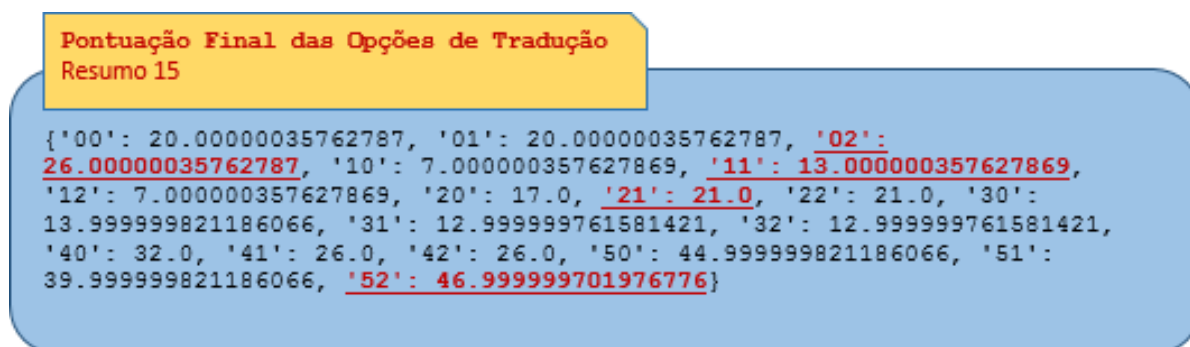 Pontuação Final das Opções de Tradução
Resumo 15
{'00': 20.00000035762787, '01': 20.00000035762787, '02':
26.00000035762787, '10': 7.000000357627869, '11': 13.000000357627869,
'12': 7.000000357627869, '20': 17.0, '21': 21.0, '22': 21.0, '30':
13.999999821186066, '31': 12.999999761581421, '32': 12.999999761581421,
'40': 32.0, '41': 26.0, '42': 26.0, '50': 44.999999821186066, '51':
39.999999821186066, '52': 46.999999701976776}